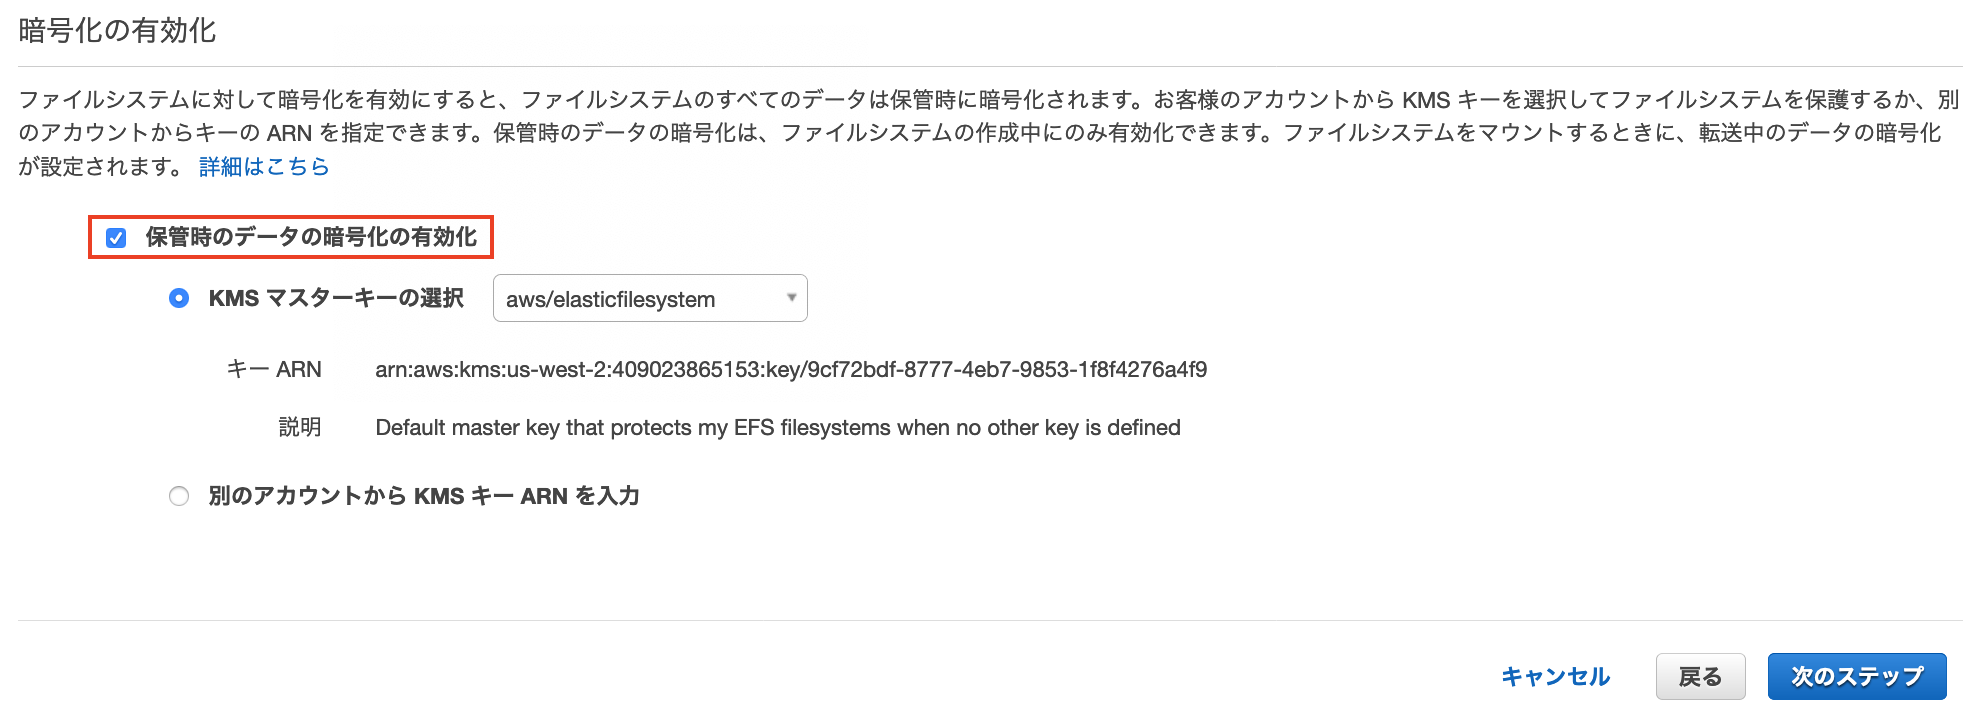 暗号化の有効化
ファイルシステムに対して暗号化を有効にすると、ファイルシステムのすべてのデータは保管時に暗号化されます。お客様のアカウントから KMS キーを選択してファイルシステムを保護するか、別
のアカウントからキーの ARN を指定できます。保管時のデータの暗号化は、ファイルシステムの作成中にのみ有効化できます。ファイルシステムをマウントするときに、転送中のデータの暗号化
が設定されます。 詳細はこちら
保管時のデータの暗号化の有効化
KMS マスターキーの選択 aws/elasticfilesystem
キー ARN arn:aws:kms:us-west-2:409023865153:key/9cf72bdf-8777-4eb7-9853-1f8f4276a4f9
説明 Default master key that protects my EFS filesystems when no other key is defined
別のアカウントから KMS キー ARN を入力
キャンセル 戻る 次のステップ